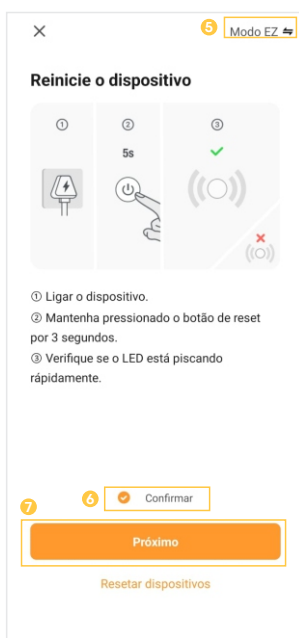 5 Modo EZ
Reinicie o dispositivo
① ② ③
5s
① Ligar o dispositivo.
② Mantenha pressionado o botão de reset
por 3 segundos.
③ Verifique se o LED está piscando
rápidamente.
6 Confirmar
7
Próximo
Resetar dispositivos